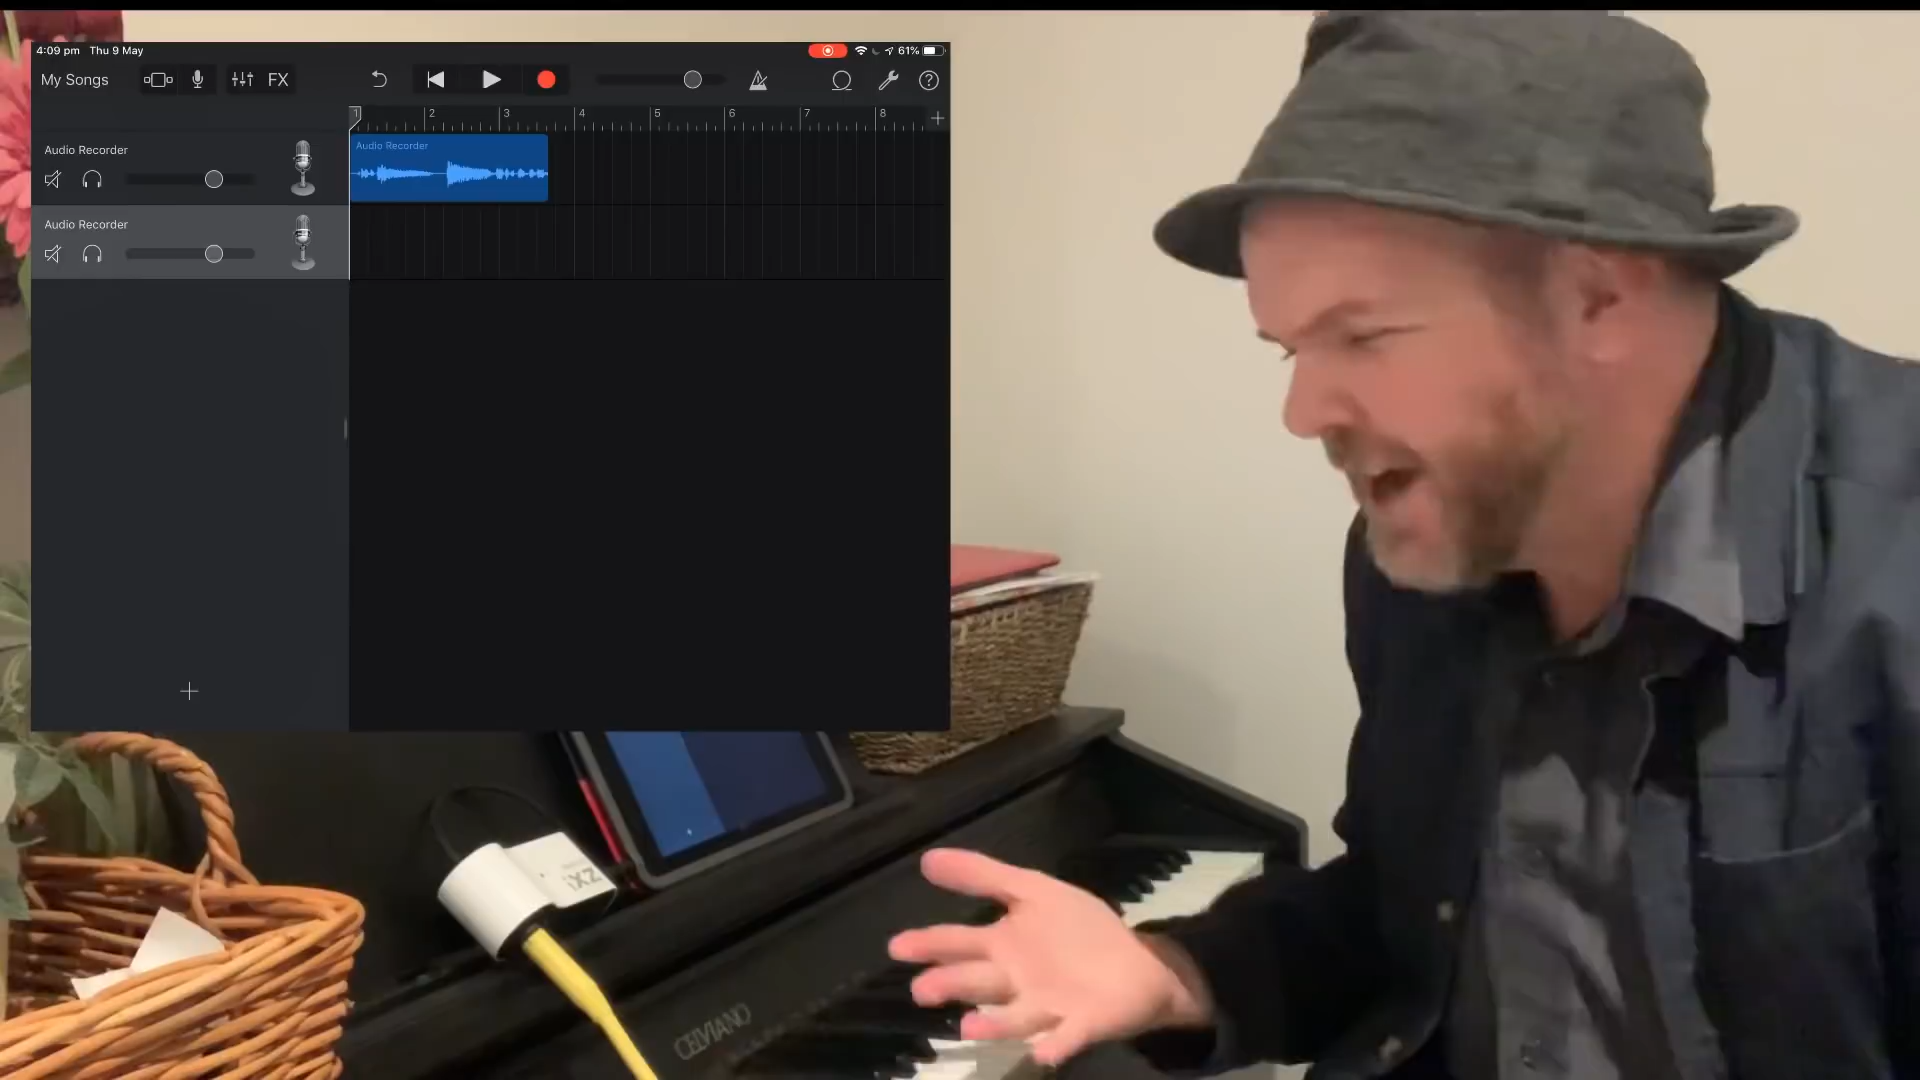 4:09 pm Thu 9 May
61%
My Songs
FX
1 2 3 4 5 6 7 8
Audio Recorder
Audio Recorder
Audio Recorder
iXZ
CELVIANO